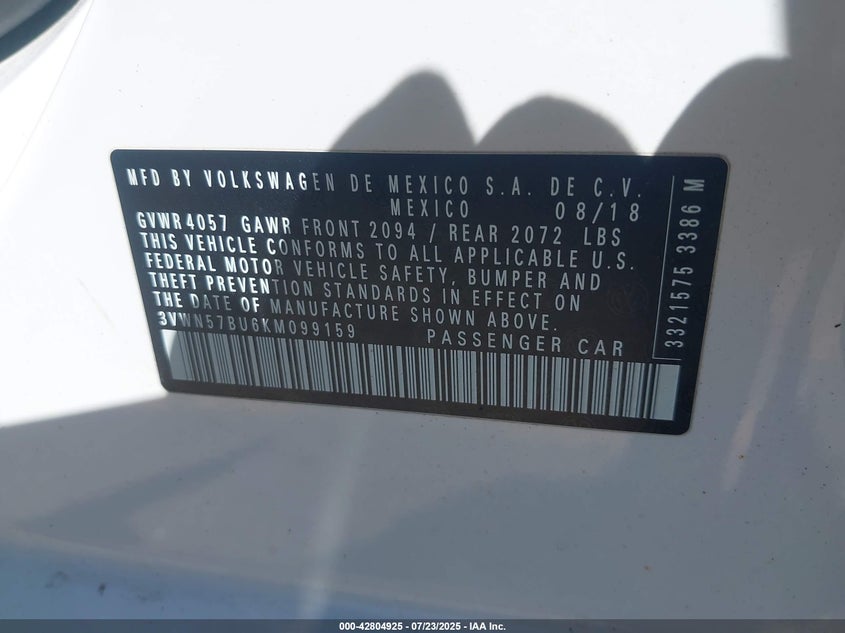 MFD BY VOLKSWAGEN DE MEXICO S.A. DE C.V.
MEXICO 08/18
GVWR 4057 GAWR FRONT 2094 / REAR 2072 LBS
THIS VEHICLE CONFORMS TO ALL APPLICABLE U.S.
FEDERAL MOTOR VEHICLE SAFETY, BUMPER AND
THEFT PREVENTION STANDARDS IN EFFECT ON
THE DATE OF MANUFACTURE SHOWN ABOVE.
3VWN57BU6KM099159 PASSENGER CAR
3321575 3386 M
000-42804925 - 07/23/2025 - IAA Inc.